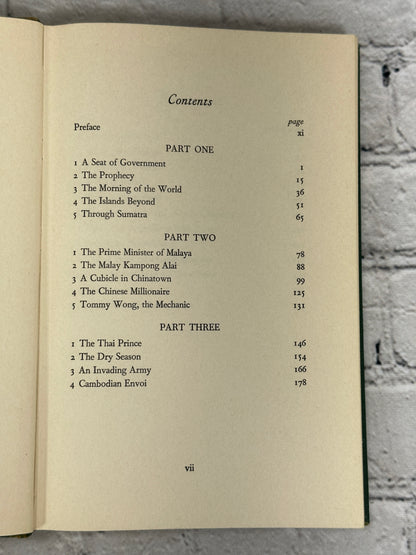 Contents
page
Preface xi
PART ONE
1 A Seat of Government 1
2 The Prophecy 15
3 The Morning of the World 36
4 The Islands Beyond 51
5 Through Sumatra 65
PART TWO
1 The Prime Minister of Malaya 78
2 The Malay Kampong Alai 88
3 A Cubicle in Chinatown 99
4 The Chinese Millionaire 125
5 Tommy Wong, the Mechanic 131
PART THREE
1 The Thai Prince 146
2 The Dry Season 154
3 An Invading Army 166
4 Cambodian Envoi 178
vii